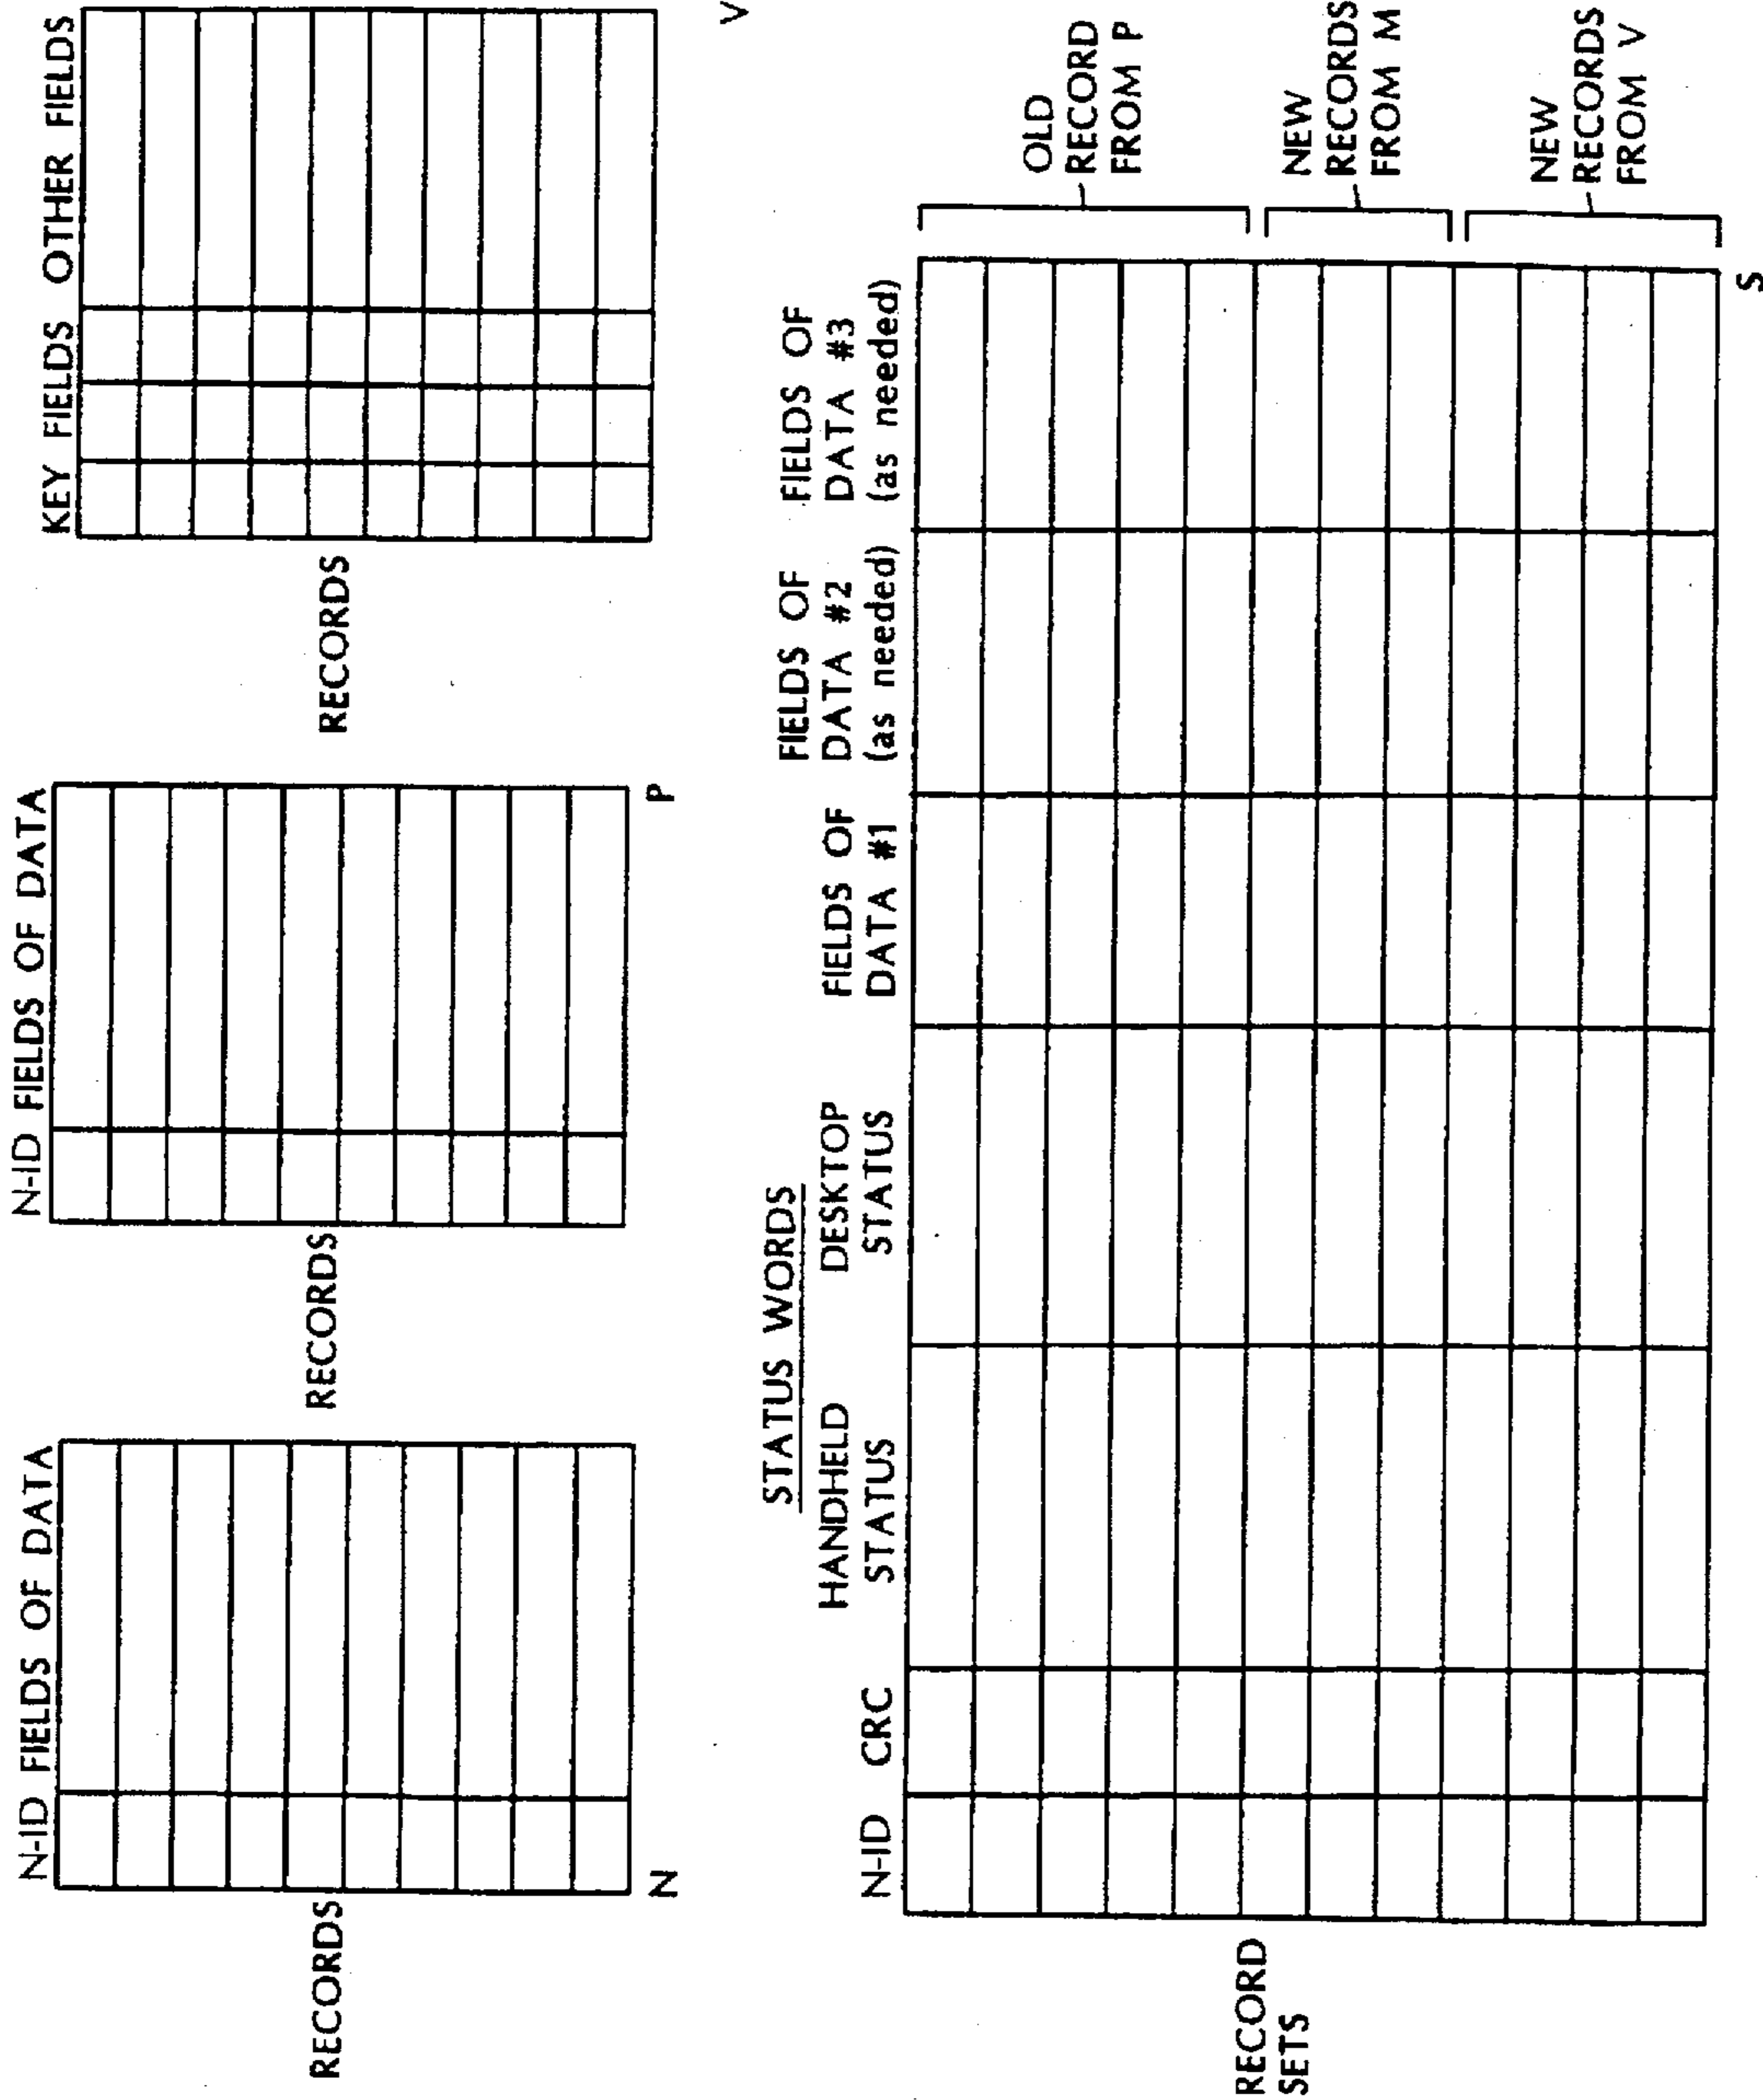 N-ID FIELDS OF DATA
RECORDS
N
N-ID FIELDS OF DATA
RECORDS
P
KEY FIELDS OTHER FIELDS
RECORDS
V
STATUS WORDS
N-ID
CRC
HANDHELD
STATUS
DESKTOP
STATUS
FIELDS OF
DATA #1
FIELDS OF
DATA #2
(as needed)
FIELDS OF
DATA #3
(as needed)
RECORD
SETS
OLD
RECORD
FROM P
NEW
RECORDS
FROM M
NEW
RECORDS
FROM V
S